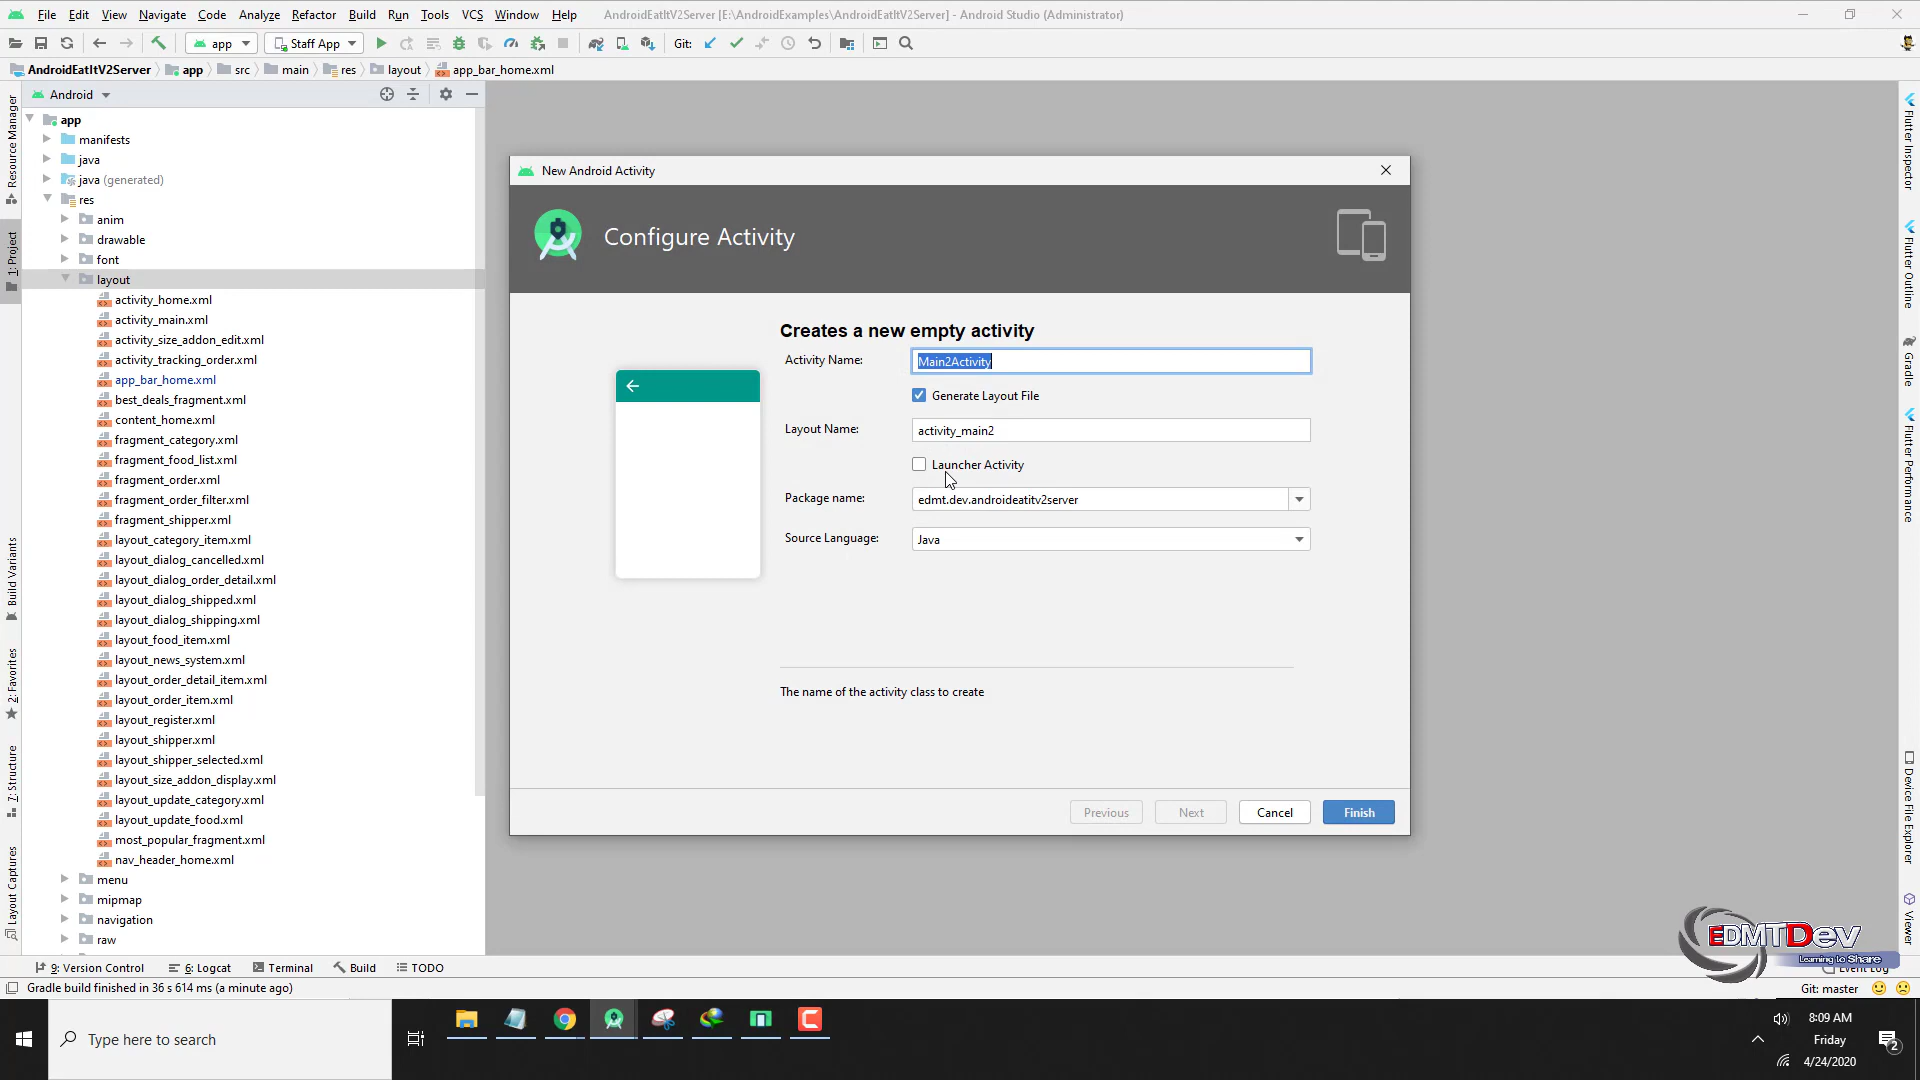 File Edit View Navigate Code Analyze Refactor Build Run Tools VCS Window Help AndroidEatItV2Server [E:\AndroidExamples\AndroidEatItV2Server] - Android Studio (Administrator)
app Staff App Git:
AndroidEatItV2Server app src main res layout app_bar_home.xml
Android
app
manifests
java
java (generated)
res
anim
drawable
font
layout
activity_home.xml
activity_main.xml
activity_size_addon_edit.xml
activity_tracking_order.xml
app_bar_home.xml
best_deals_fragment.xml
content_home.xml
fragment_category.xml
fragment_food_list.xml
fragment_order.xml
fragment_order_filter.xml
fragment_shipper.xml
layout_category_item.xml
layout_dialog_cancelled.xml
layout_dialog_order_detail.xml
layout_dialog_shipped.xml
layout_dialog_shipping.xml
layout_food_item.xml
layout_news_system.xml
layout_order_detail_item.xml
layout_order_item.xml
layout_register.xml
layout_shipper.xml
layout_shipper_selected.xml
layout_size_addon_display.xml
layout_update_category.xml
layout_update_food.xml
most_popular_fragment.xml
nav_header_home.xml
menu
mipmap
navigation
raw
Resource Manager
1: Project
Build Variants
2: Favorites
7: Structure
Layout Captures
New Android Activity
Configure Activity
Creates a new empty activity
Activity Name: Main2Activity
Generate Layout File
Layout Name: activity_main2
Launcher Activity
Package name: edmt.dev.androideatitv2server
Source Language: Java
The name of the activity class to create
Previous Next Cancel Finish
Flutter Inspector
Flutter Outline
Gradle
Flutter Performance
Device File Explorer
Viewer
EDMTDev
Learning to Share
9: Version Control 6: Logcat Terminal Build TODO Event Log
Gradle build finished in 36 s 614 ms (a minute ago) Git: master
Type here to search
8:09 AM
Friday
4/24/2020
2